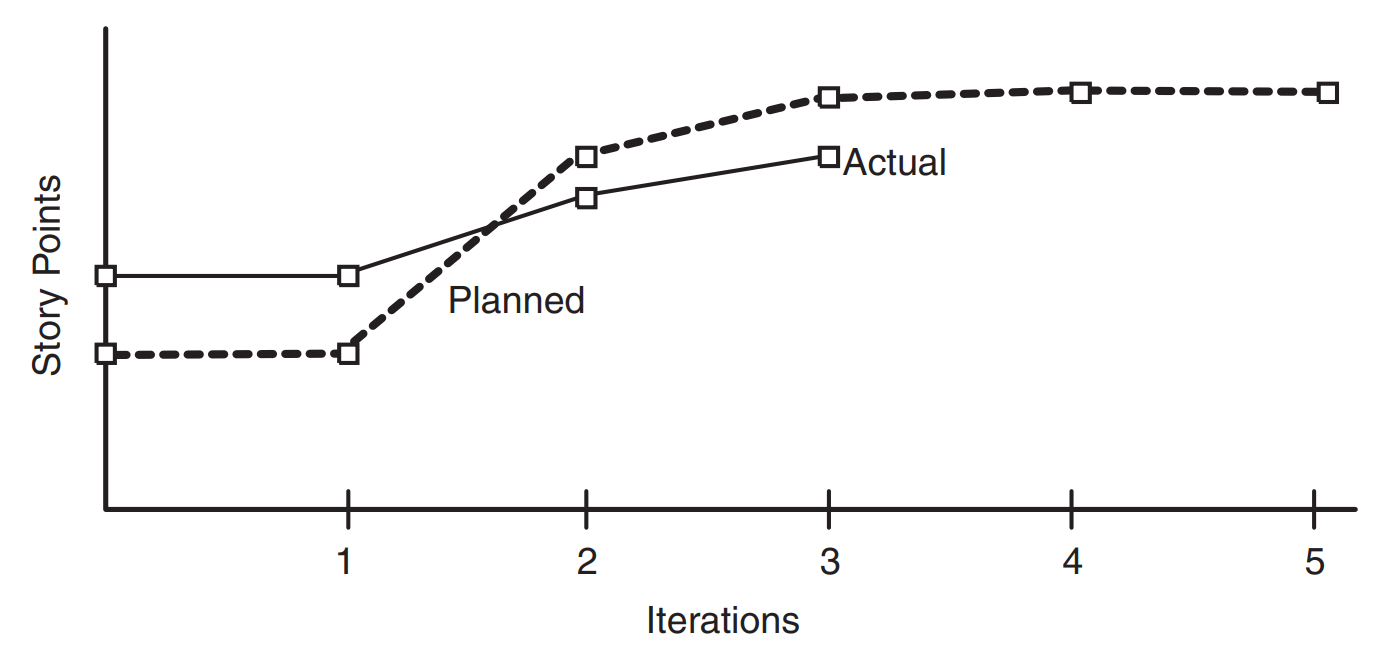 Story Points
Actual
Planned
1 2 3 4 5
Iterations